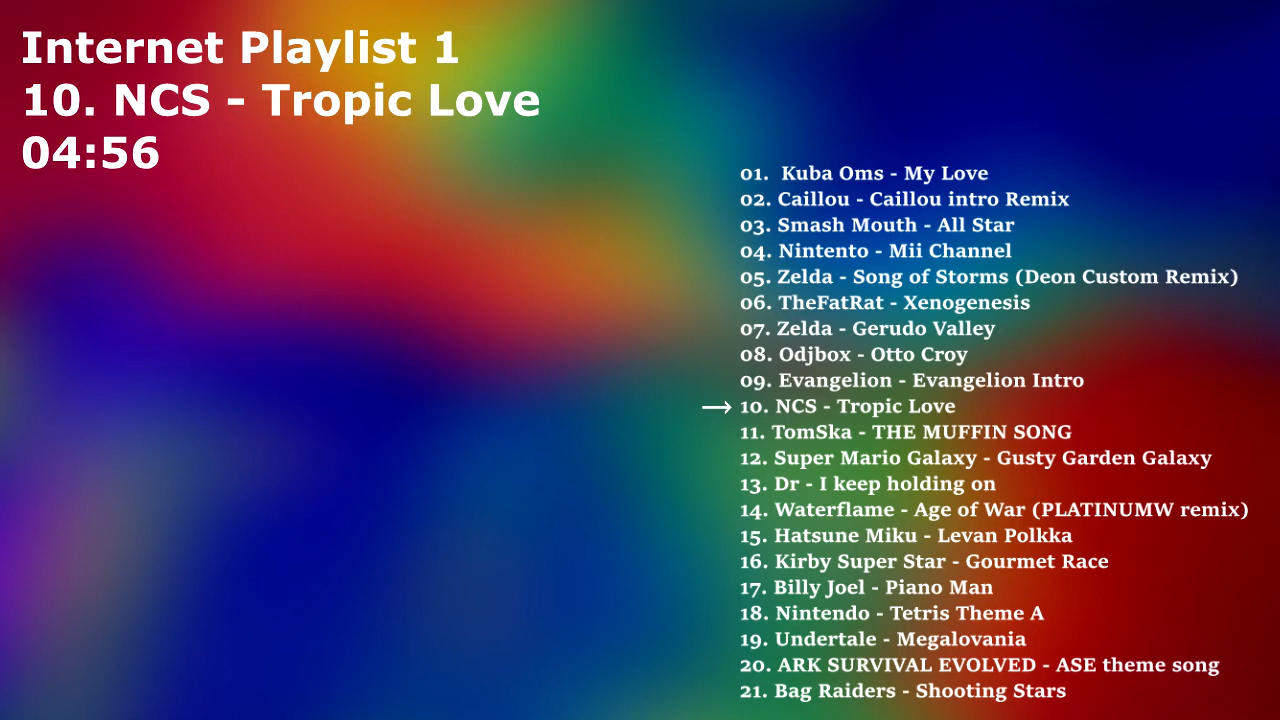 Internet Playlist 1
10. NCS - Tropic Love
04:56
01. Kuba Oms - My Love
02. Caillou - Caillou intro Remix
03. Smash Mouth - All Star
04. Nintento - Mii Channel
05. Zelda - Song of Storms (Deon Custom Remix)
06. TheFatRat - Xenogenesis
07. Zelda - Gerudo Valley
08. Odjbox - Otto Croy
09. Evangelion - Evangelion Intro
→ 10. NCS - Tropic Love
11. TomSka - THE MUFFIN SONG
12. Super Mario Galaxy - Gusty Garden Galaxy
13. Dr - I keep holding on
14. Waterflame - Age of War (PLATINUMW remix)
15. Hatsune Miku - Levan Polkka
16. Kirby Super Star - Gourmet Race
17. Billy Joel - Piano Man
18. Nintendo - Tetris Theme A
19. Undertale - Megalovania
20. ARK SURVIVAL EVOLVED - ASE theme song
21. Bag Raiders - Shooting Stars